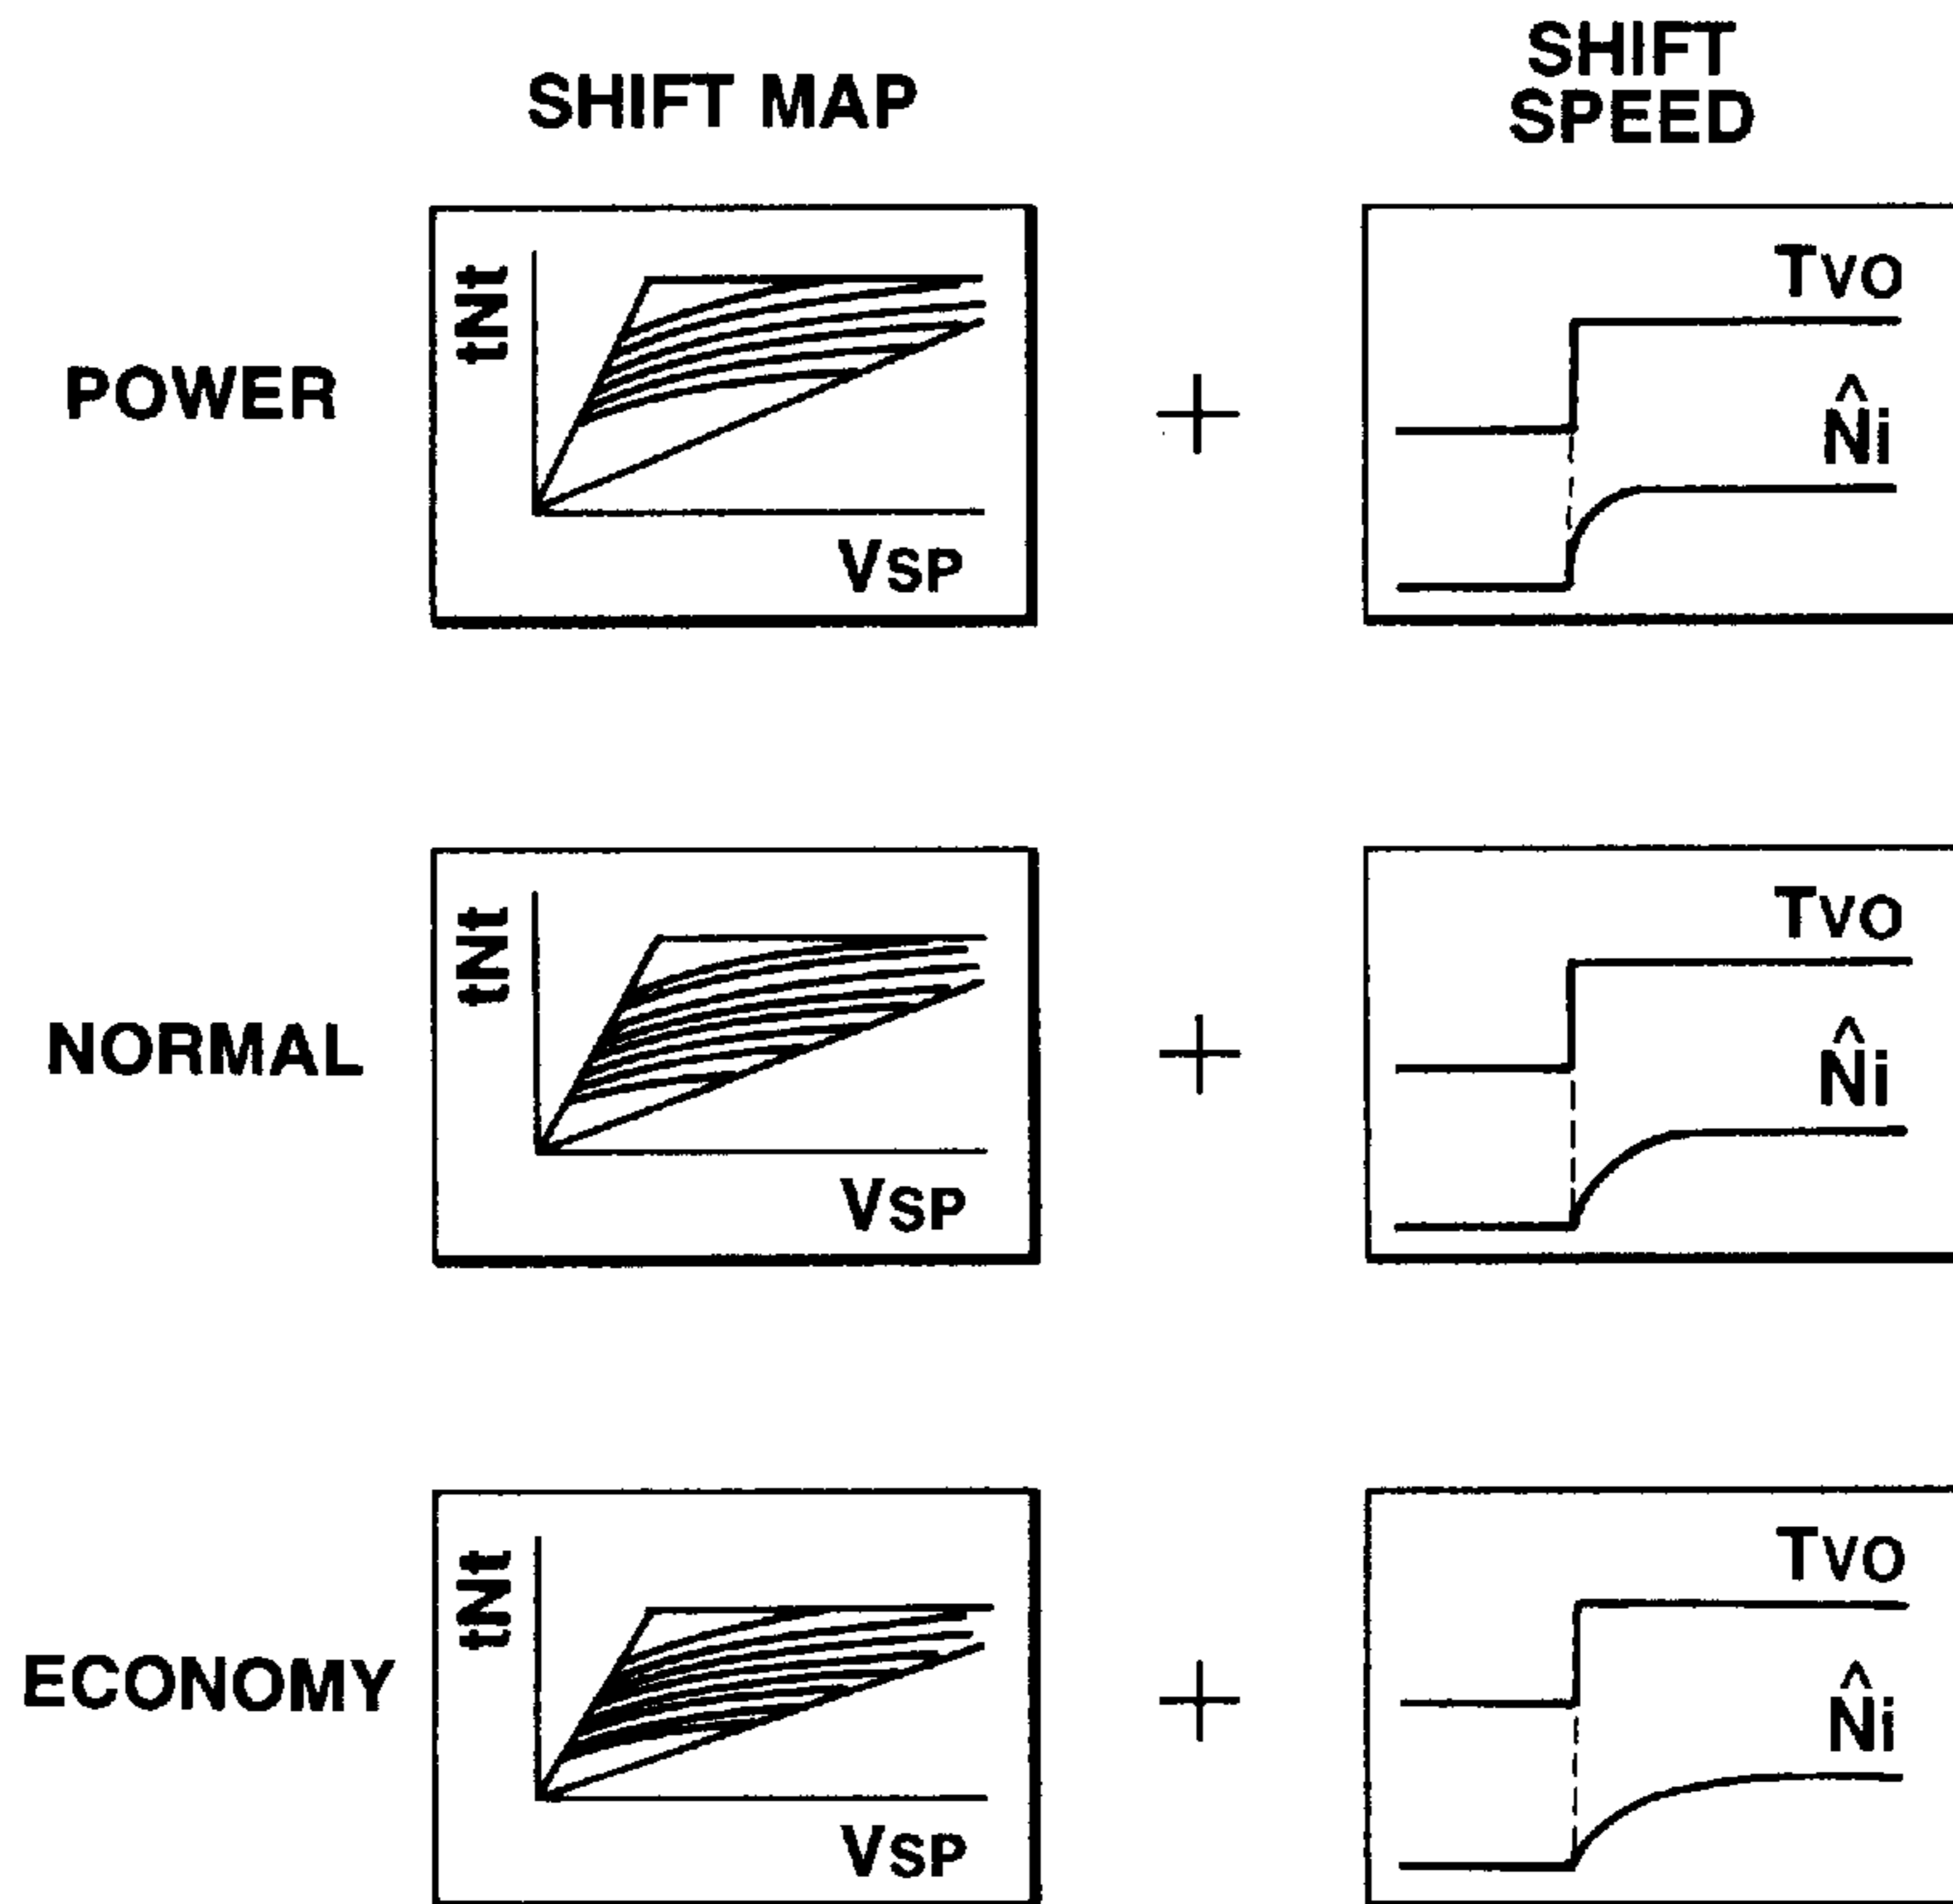 SHIFT MAP
SHIFT
SPEED
POWER
tNt
VSP
+
TVO
N̂i
NORMAL
tNt
VSP
+
TVO
N̂i
ECONOMY
tNt
VSP
+
TVO
N̂i